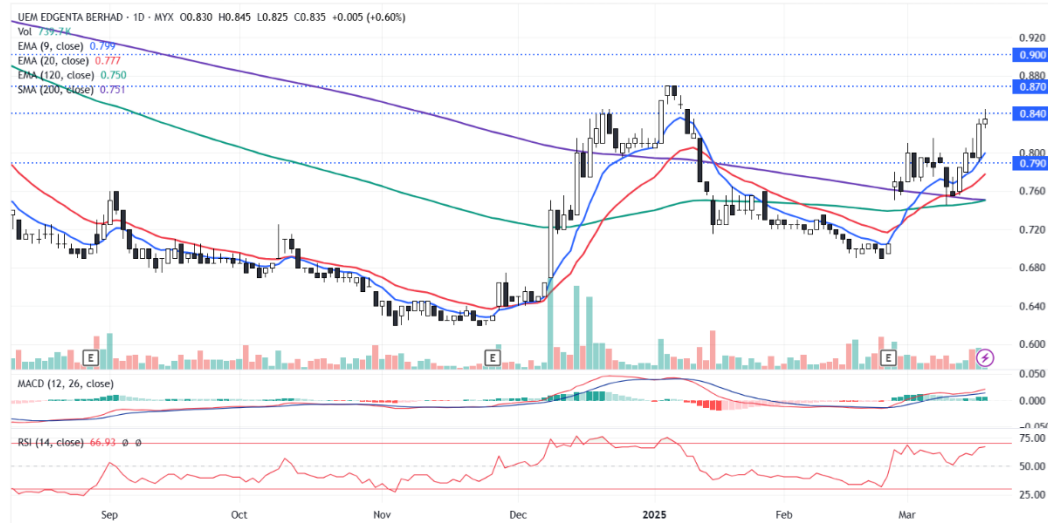 UEM EDGENTA BERHAD · 1D · MYX O0.830 H0.845 L0.825 C0.835 +0.005 (+0.60%)
Vol 739.7K
EMA (9, close) 0.799
EMA (20, close) 0.777
EMA (120, close) 0.750
SMA (200, close) 0.751
0.920
0.900
0.880
0.870
0.840
0.800
0.790
0.760
0.720
0.680
0.640
0.600
E E E
MACD (12, 26, close)
0.050
0.000
-0.050
RSI (14, close) 66.93 ø ø
75.00
50.00
25.00
Sep Oct Nov Dec 2025 Feb Mar